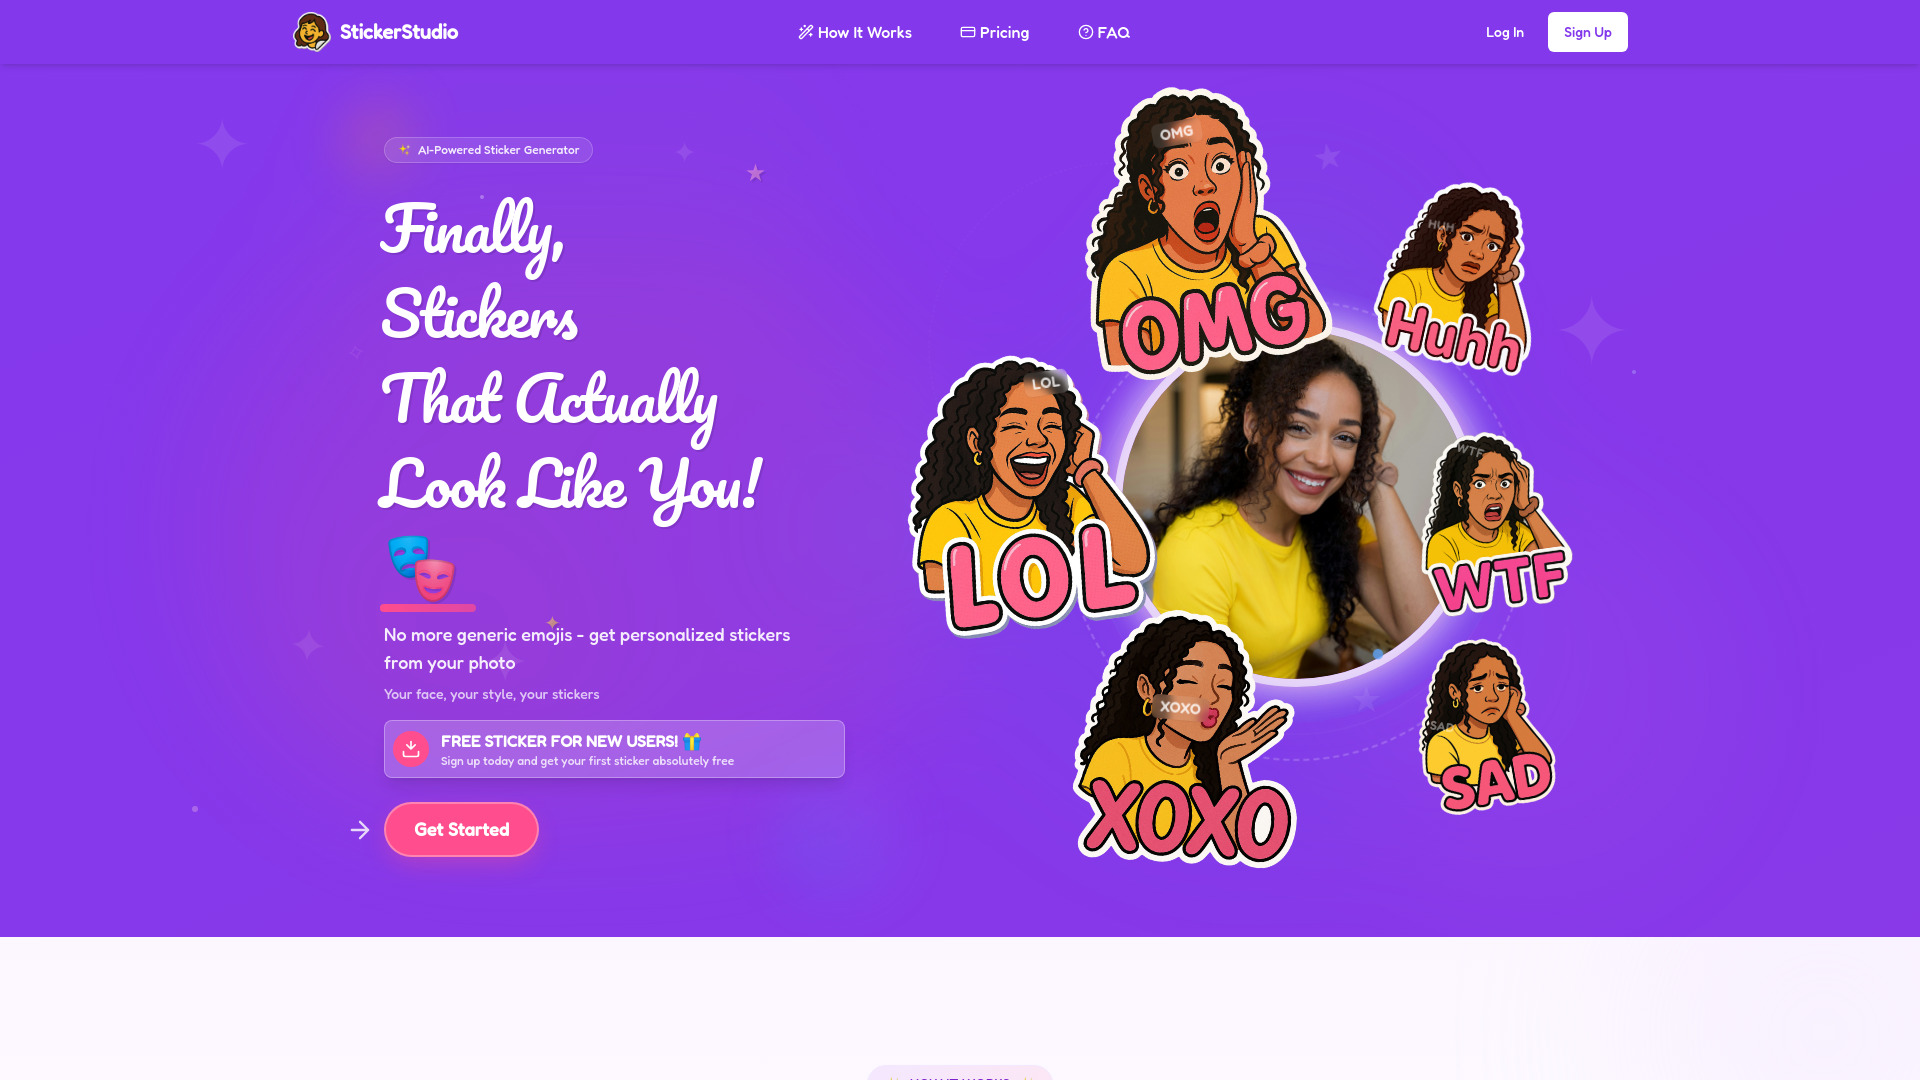 StickerStudio
How It Works
Pricing
FAQ
Log In
Sign Up
AI-Powered Sticker Generator
Finally,
Stickers
That Actually
Look Like You!
No more generic emojis - get personalized stickers
from your photo
Your face, your style, your stickers
FREE STICKER FOR NEW USERS!
Sign up today and get your first sticker absolutely free
Get Started
OMG
OMG
HUH
Huhh
LOL
LOL
WTF
WTF
XOXO
XOXO
SAD
SAD